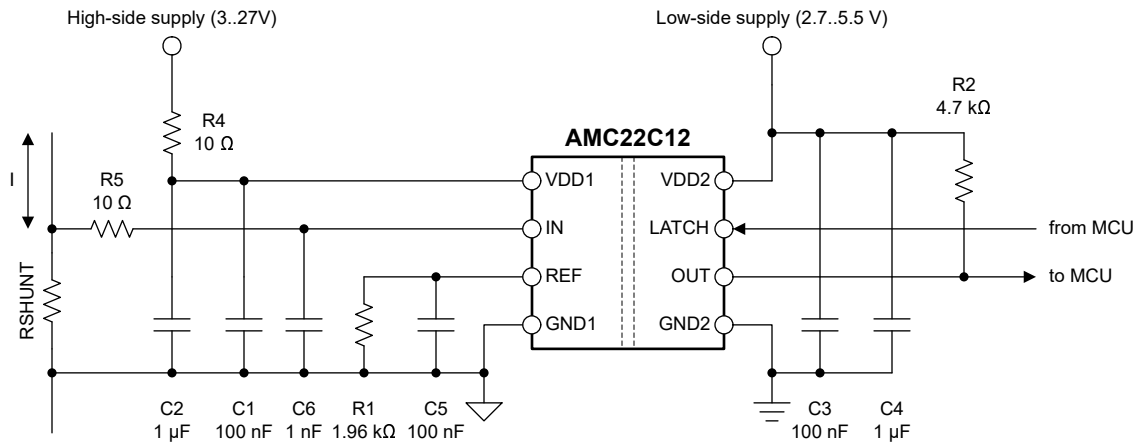 High-side supply (3..27V)
Low-side supply (2.7..5.5 V)
R2
4.7 kΩ
R4
10 Ω
AMC22C12
I
R5
10 Ω
VDD1
VDD2
IN
LATCH
from MCU
RSHUNT
REF
OUT
to MCU
GND1
GND2
C2
1 µF
C1
100 nF
C6
1 nF
R1
1.96 kΩ
C5
100 nF
C3
100 nF
C4
1 µF